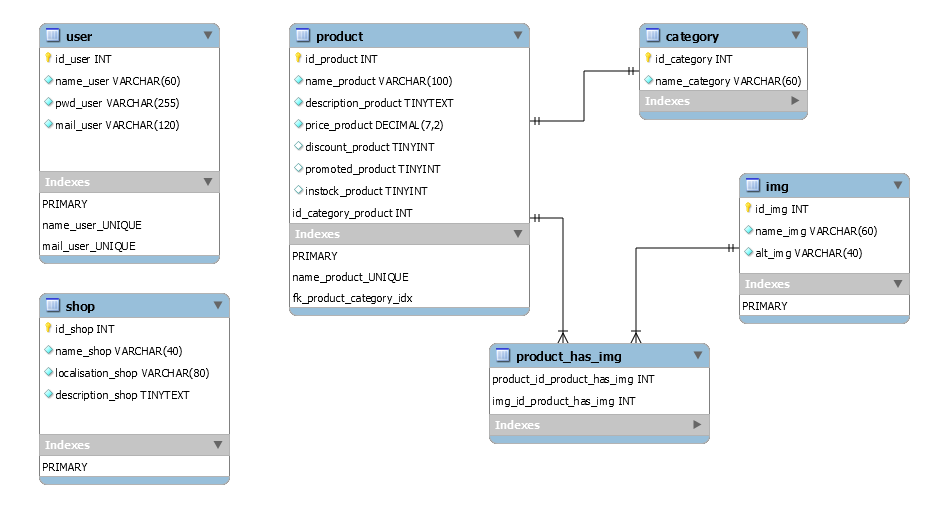 user
id_user INT
name_user VARCHAR(60)
pwd_user VARCHAR(255)
mail_user VARCHAR(120)
Indexes
PRIMARY
name_user_UNIQUE
mail_user_UNIQUE
product
id_product INT
name_product VARCHAR(100)
description_product TINYTEXT
price_product DECIMAL(7,2)
discount_product TINYINT
promoted_product TINYINT
instock_product TINYINT
id_category_product INT
Indexes
PRIMARY
name_product_UNIQUE
fk_product_category_idx
category
id_category INT
name_category VARCHAR(60)
Indexes
img
id_img INT
name_img VARCHAR(60)
alt_img VARCHAR(40)
Indexes
PRIMARY
shop
id_shop INT
name_shop VARCHAR(40)
localisation_shop VARCHAR(80)
description_shop TINYTEXT
Indexes
PRIMARY
product_has_img
product_id_product_has_img INT
img_id_product_has_img INT
Indexes